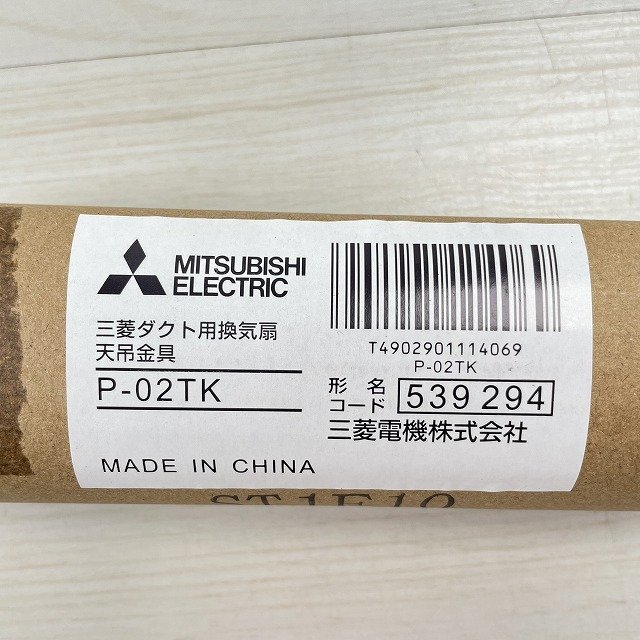 MITSUBISHI
ELECTRIC
三菱ダクト用換気扇
天吊金具
P-02TK
MADE IN CHINA
T4902901114069
P-02TK
形名
コード
539 294
三菱電機株式会社